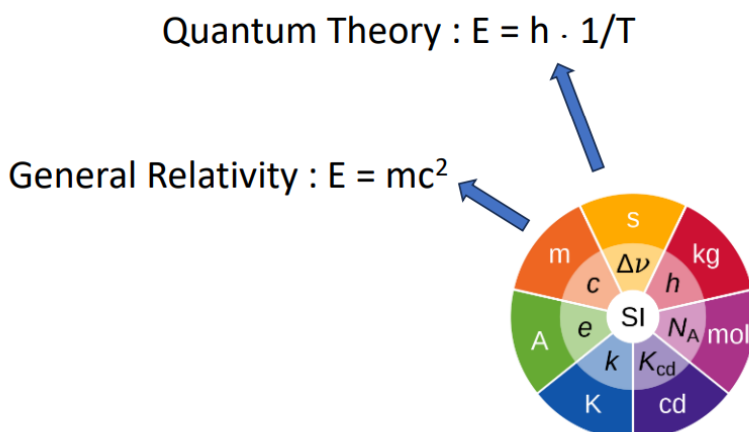 Quantum Theory : E = h · 1/T
General Relativity : E = mc²
s
m
kg
Δν
c
h
SI
A
e
N_A
mol
k
K_cd
K
cd